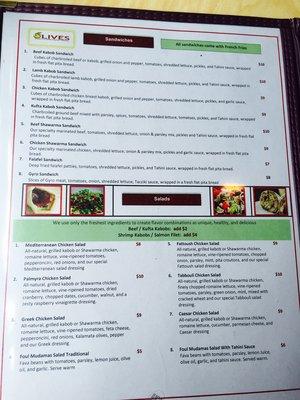 OLIVES
Sandwiches
All sandwiches come with French Fries
1. Beef Kabob Sandwich
Cubes of charbroiled beef kabob, grilled onion and pepper, tomatoes, shredded lettuce, pickles, and Tahini sauce, wrapped in fresh flat pita bread. $10
2. Lamb Kabob Sandwich
Cubes of charbroiled lamb kabob, grilled onion and pepper, tomatoes, shredded lettuce, pickles, and Tahini sauce, wrapped in fresh flat pita bread.
3. Chicken Kabob Sandwich
Cubes of charbroiled chicken breast kabob, grilled onion and pepper, shredded lettuce, pickles, and garlic sauce, wrapped in fresh flat pita bread. $9
4. Kufta Kabob Sandwich
Charbroiled ground beef mixed with parsley, spices, onion, tomatoes, shredded lettuce, pickles and Tahini sauce, wrapped in fresh flat pita bread $9
5. Beef Shawarma Sandwich
Our specialty marinated beef, tomatoes, shredded lettuce, onion & parsley mix, pickles and Tahini sauce, wrapped in fresh flat pita bread $10
6. Chicken Shawarma Sandwich
Our specialty marinated chicken, shredded lettuce, onion & parsley mix, pickles, and garlic sauce, wrapped in fresh flat pita bread. $9
7. Falafel Sandwich
Deep fried falafel patties, tomatoes, shredded lettuce, onion and parsley mix, pickles, and Tahini sauce, wrapped in fresh flat pita bread. $7
8. Gyro Sandwich
Slices of Gyro meat, tomatoes, onion, shredded lettuce, Tzaziki sauce, wrapped in fresh flat pita bread $8
Salads
We use only the freshest ingredients to create flavor combinations as unique, healthy, and delicious
Beef / Kufta Kabobs: add $2
Shrimp Kabobs / Salmon Filet: add $4
1. Mediterranean Chicken Salad $8
All-natural, grilled kabob or Shawarma chicken, romaine lettuce, vine-ripened tomatoes, pepperoncini, red onions, and our special Mediterranean salad dressing
2. Palmyra Chicken Salad $10
All-natural, grilled kabob or Shawarma chicken, romaine lettuce, vine-ripened tomatoes, dried cranberry, chopped dates, cucumber, walnut, and a zesty raspberry vinaigrette dressing.
3. Greek Chicken Salad $9
All-natural, grilled kabob or Shawarma chicken, romaine lettuce, vine-ripened tomatoes, feta cheese, pepperoncini, red onions, Kalamata olives, pepper and our Greek dressing
4. Foul Mudamas Salad Traditional $5
Fava beans with tomatoes, parsley, lemon juice, olive oil, and garlic. Serve warm
5. Fattoush Chicken Salad $9
All-natural, grilled kabob or Shawarma chicken, romaine lettuce, vine-ripened tomatoes, chopped onion, parsley, mint, pita croutons, and our special Fattoush salad dressing.
6. Tabbouli Chicken Salad $10
All-natural, grilled kabob or Shawarma chicken, finely chopped romaine lettuce, vine-ripened tomatoes, parsley, green onion, mint, mixed with cracked wheat and our special Tabbouli salad dressing.
7. Caesar Chicken Salad $9
All-natural, grilled kabob or Shawarma chicken, romaine lettuce, cucumber, parmesan cheese, and Caesar dressing
8. Foul Mudamas Salad With Tahini Sauce $6
Fava beans with tomatoes, parsley, lemon Juice, olive oil, garlic, and tahini sauce. Served warm.